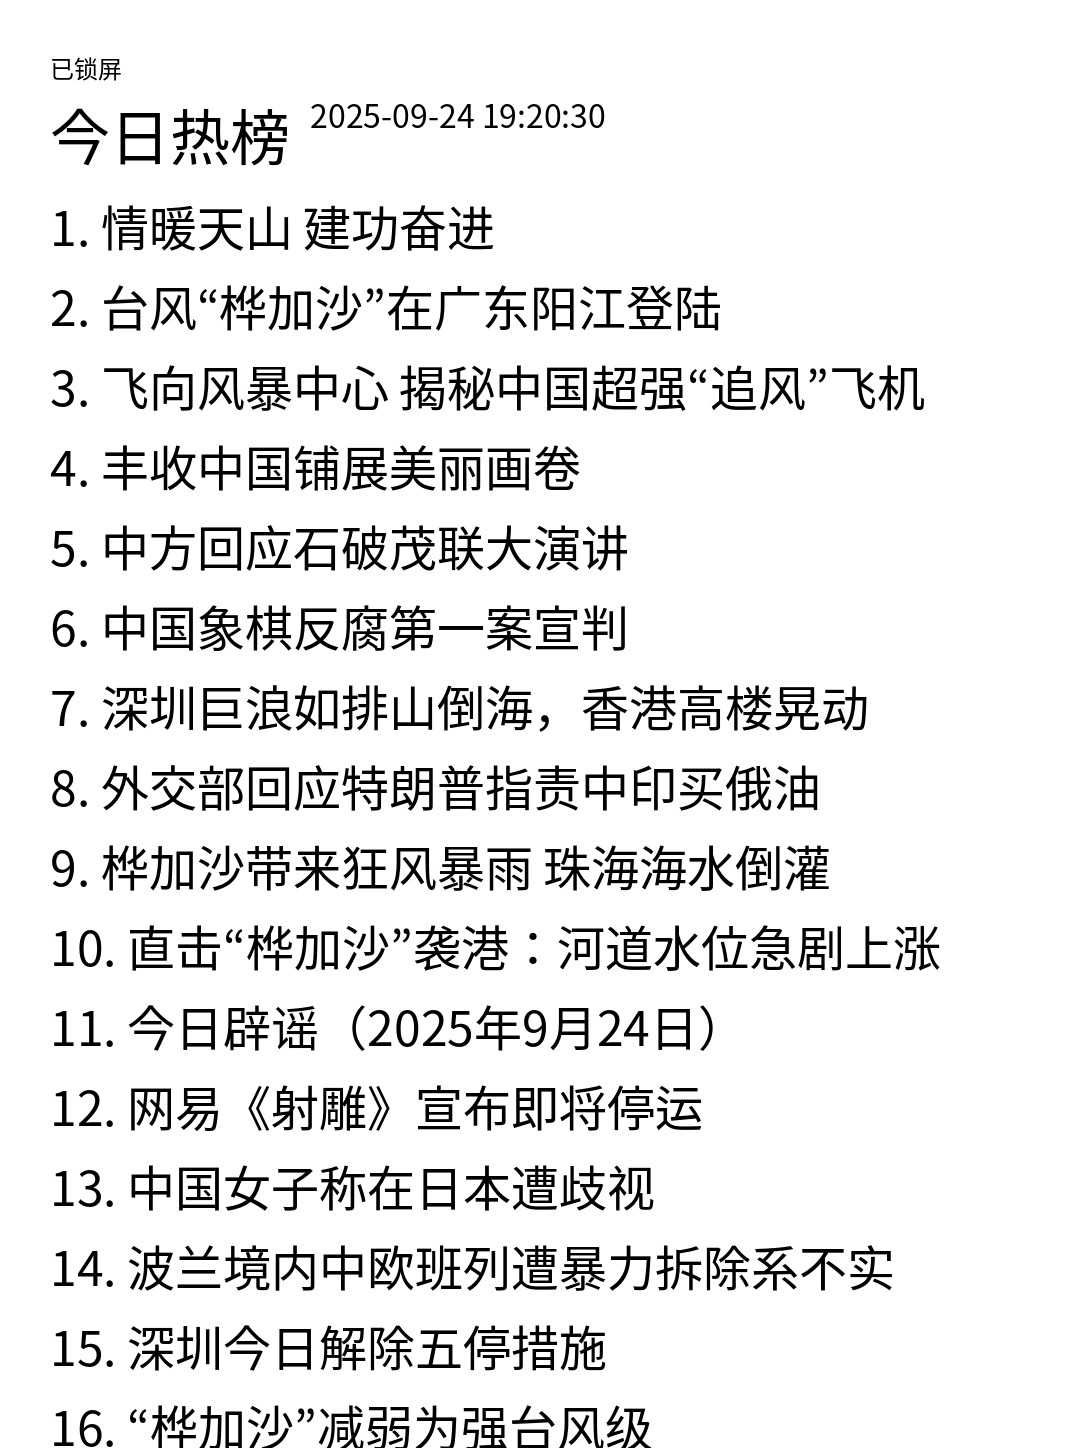 已锁屏
今日热榜 2025-09-24 19:20:30
1. 情暖天山 建功奋进
2. 台风“桦加沙”在广东阳江登陆
3. 飞向风暴中心 揭秘中国超强“追风”飞机
4. 丰收中国铺展美丽画卷
5. 中方回应石破茂联大演讲
6. 中国象棋反腐第一案宣判
7. 深圳巨浪如排山倒海，香港高楼晃动
8. 外交部回应特朗普指责中印买俄油
9. 桦加沙带来狂风暴雨 珠海海水倒灌
10. 直击“桦加沙”袭港：河道水位急剧上涨
11. 今日辟谣（2025年9月24日）
12. 网易《射雕》宣布即将停运
13. 中国女子称在日本遭歧视
14. 波兰境内中欧班列遭暴力拆除系不实
15. 深圳今日解除五停措施
16. “桦加沙”减弱为强台风级